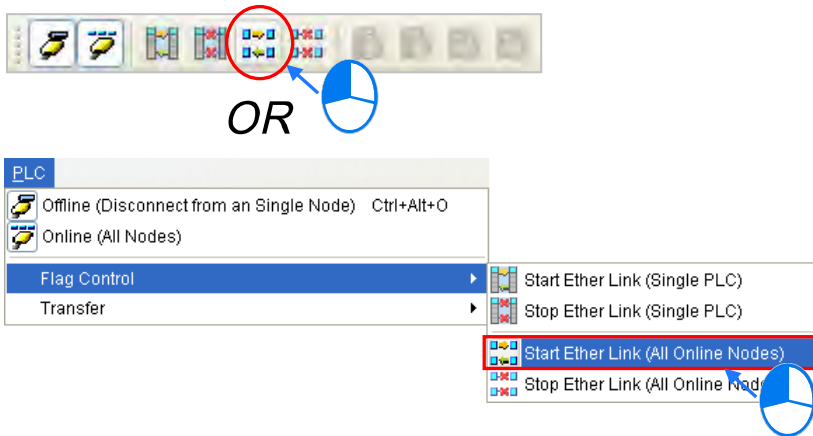 OR
PLC
Offline (Disconnect from an Single Node) Ctrl+Alt+O
Online (All Nodes)
Flag Control
Start Ether Link (Single PLC)
Transfer
Stop Ether Link (Single PLC)
Start Ether Link (All Online Nodes)
Stop Ether Link (All Online